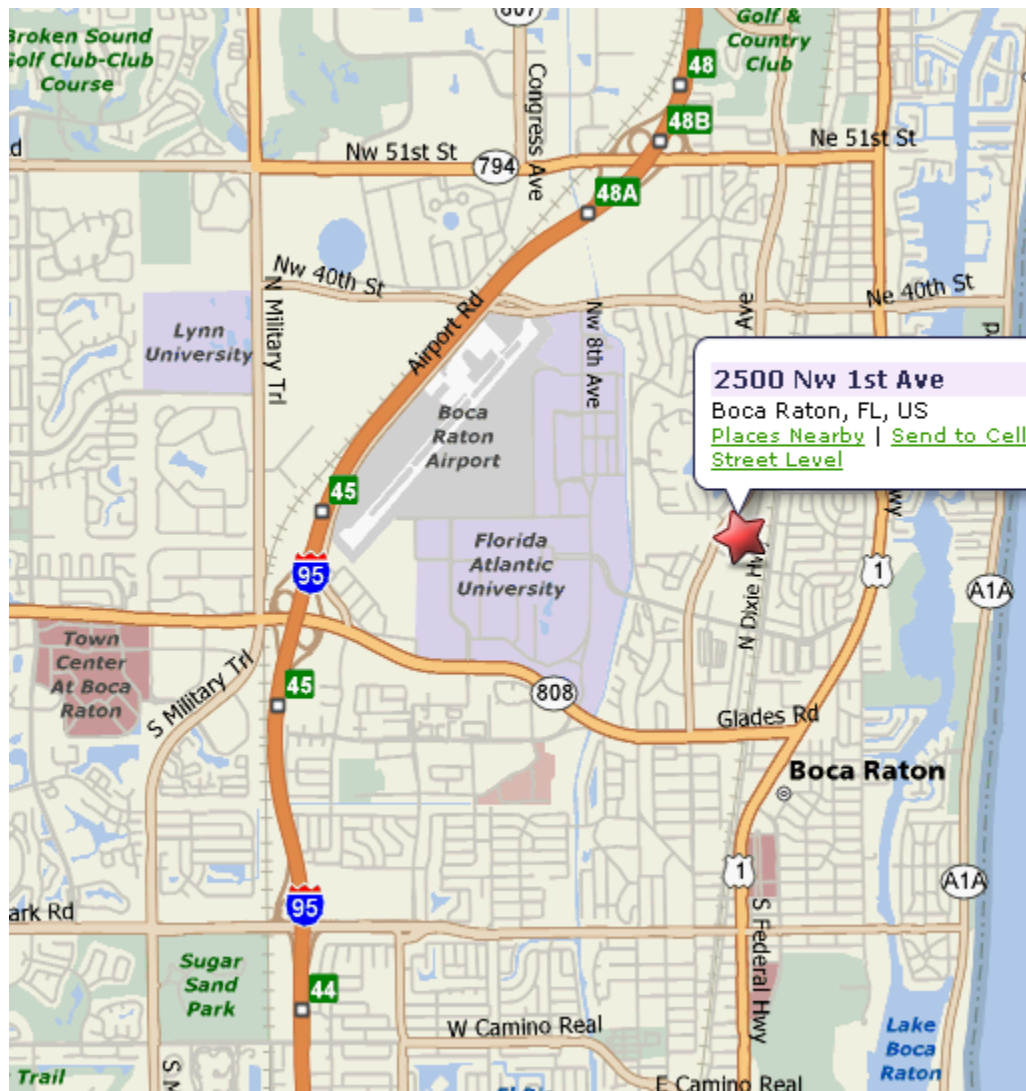 607
Golf &
Country
Club
Broken Sound
Golf Club-Club
Course
48
Congress Ave
48B
Ne 51st St
Nw 51st St
794
48A
Nw 40th St
N Military Trl
Airport Rd
Nw 8th Ave
Ave
Ne 40th St
Lynn
University
2500 Nw 1st Ave
Boca Raton, FL, US
Places Nearby | Send to Cell
Street Level
Boca
Raton
Airport
45
Florida
Atlantic
University
95
1
A1A
N Dixie Hwy
Town
Center
At Boca
Raton
S Military Trl
45
808
Glades Rd
Boca Raton
1
A1A
95
ark Rd
S Federal Hwy
Sugar
Sand
Park
44
W Camino Real
Lake
Boca
Raton
Trail
E Camino Real